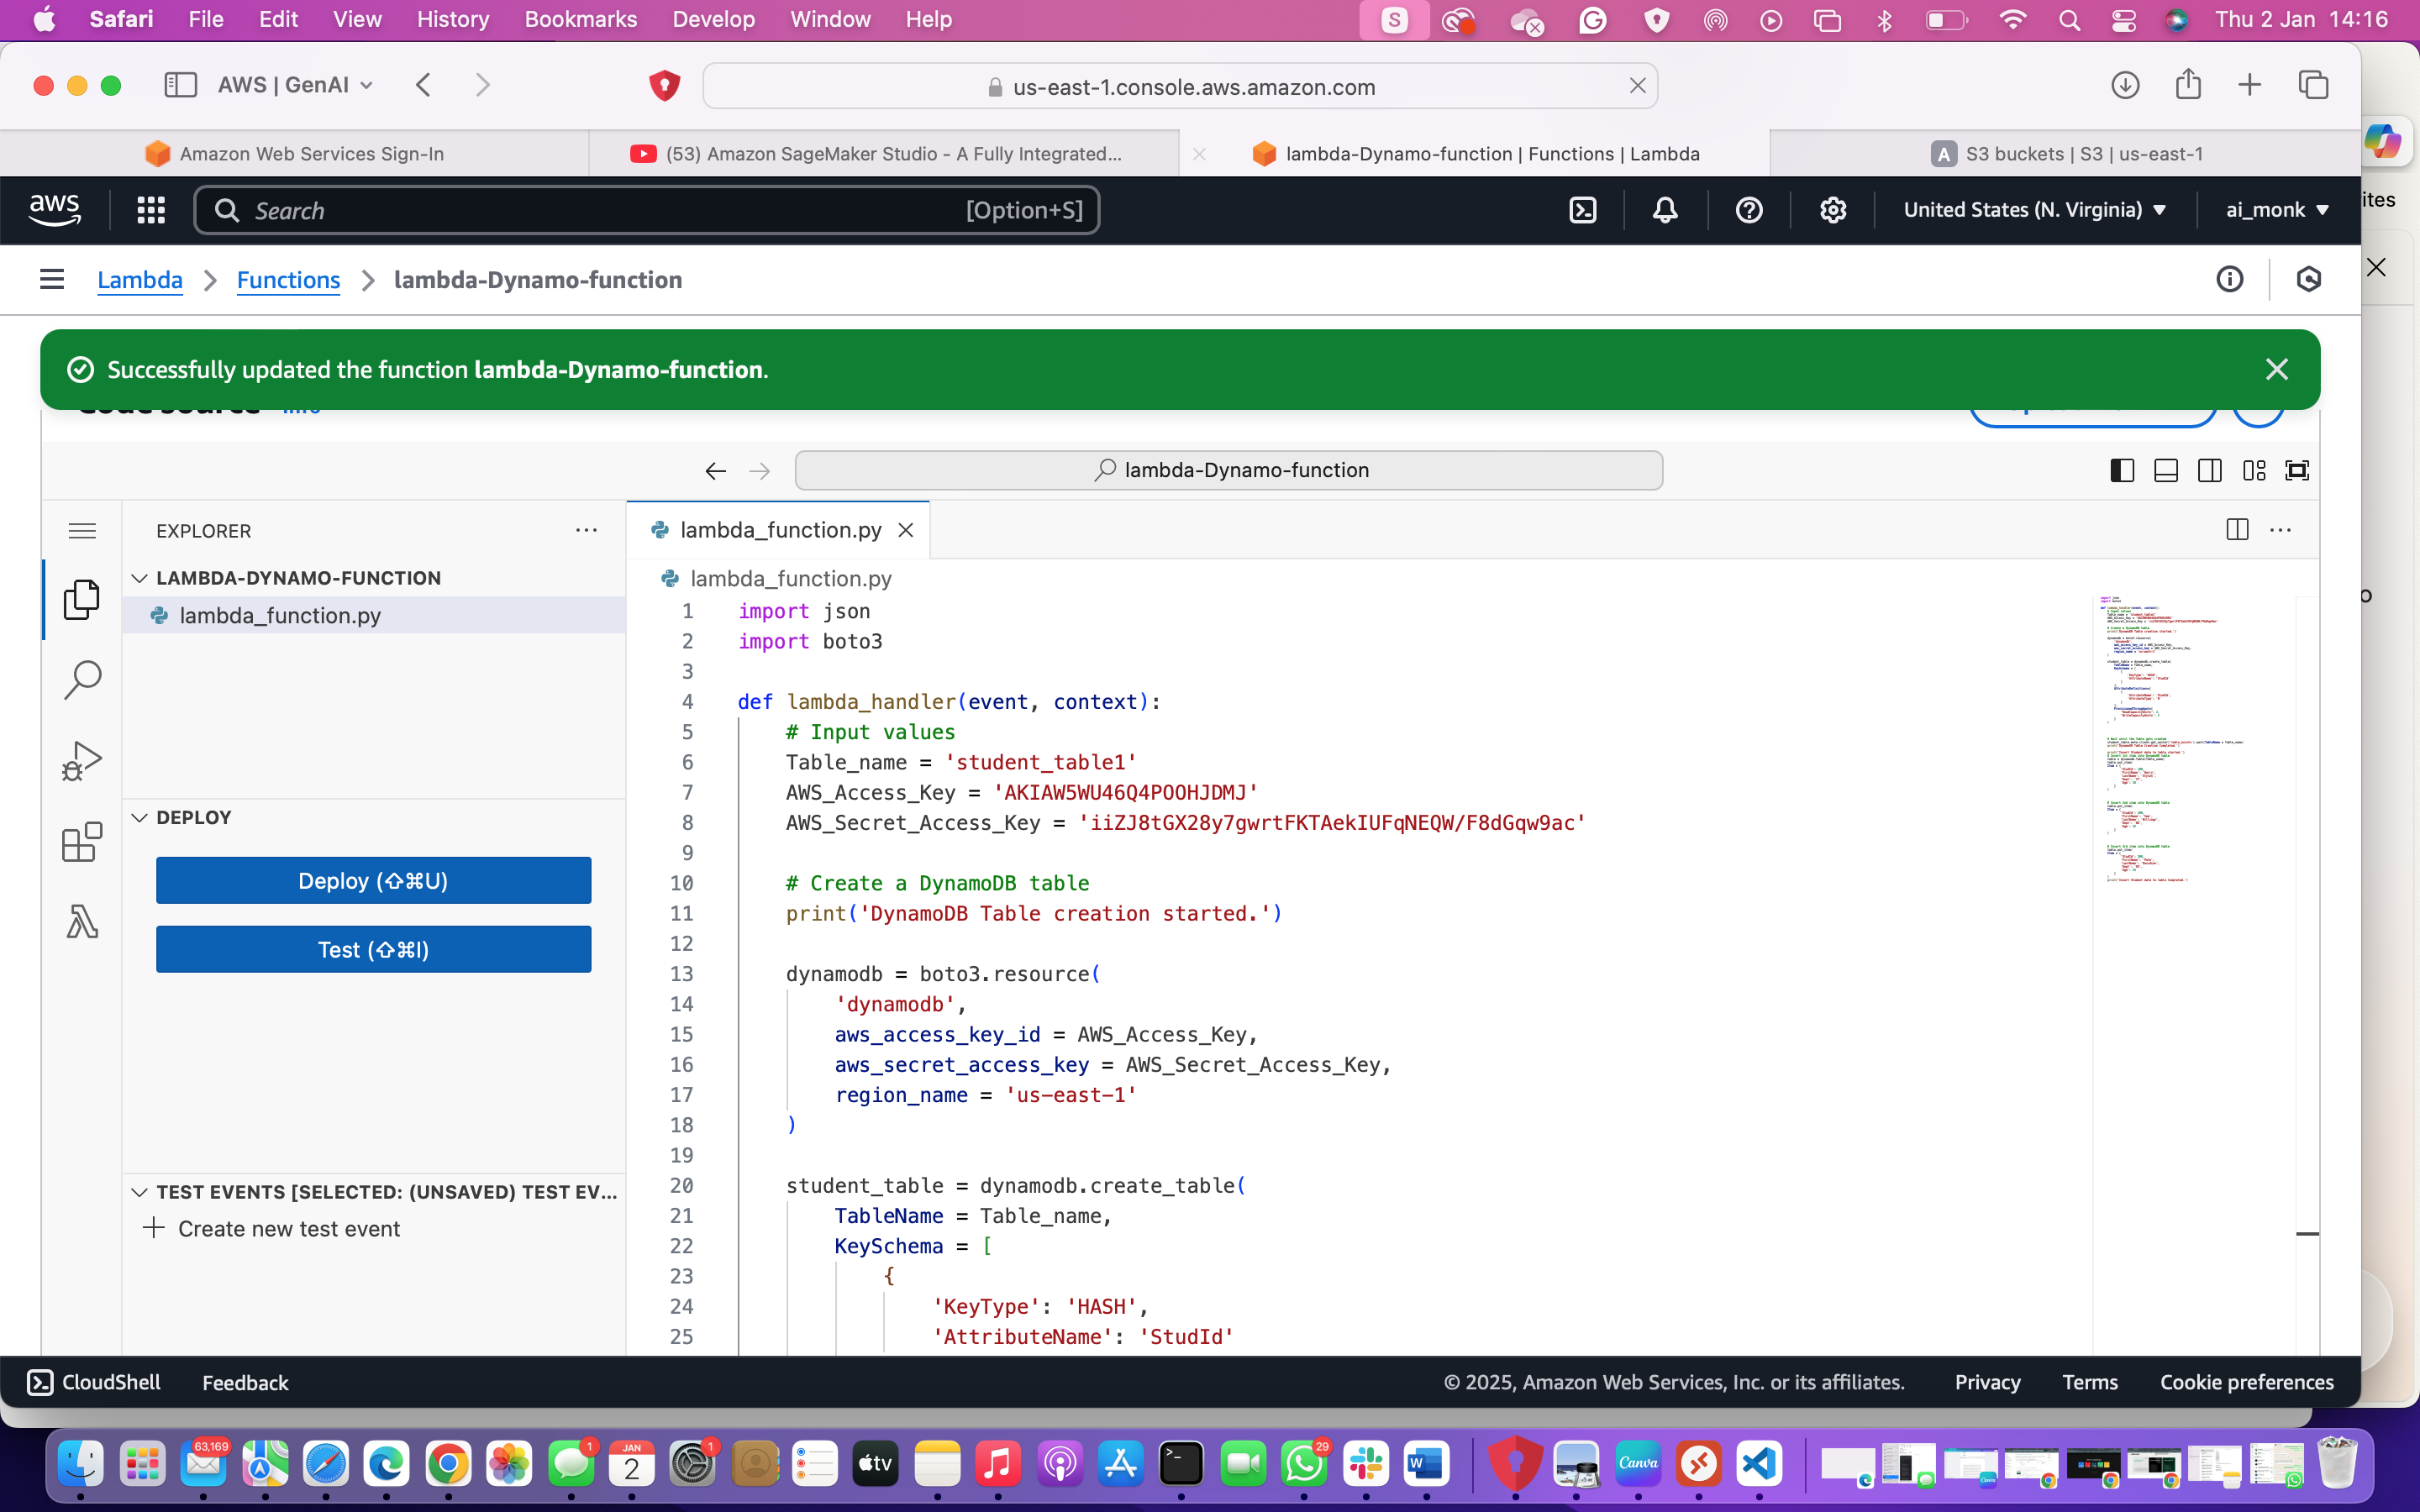 Safari File Edit View History Bookmarks Develop Window Help
Thu 2 Jan 14:16
AWS | GenAI
us-east-1.console.aws.amazon.com
Amazon Web Services Sign-In
(53) Amazon SageMaker Studio - A Fully Integrated...
lambda-Dynamo-function | Functions | Lambda
A S3 buckets | S3 | us-east-1
aws
Search [Option+S]
United States (N. Virginia)
ai_monk
ites
Lambda > Functions > lambda-Dynamo-function
Successfully updated the function lambda-Dynamo-function.
lambda-Dynamo-function
EXPLORER
LAMBDA-DYNAMO-FUNCTION
lambda_function.py
DEPLOY
Deploy (⇧⌘U)
Test (⇧⌘I)
TEST EVENTS [SELECTED: (UNSAVED) TEST EV...
Create new test event
lambda_function.py
lambda_function.py
1 import json
2 import boto3
3
4 def lambda_handler(event, context):
5 # Input values
6 Table_name = 'student_table1'
7 AWS_Access_Key = 'AKIAW5WU46Q4POOHJDMJ'
8 AWS_Secret_Access_Key = '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'
9
10 # Create a DynamoDB table
11 print('DynamoDB Table creation started.')
12
13 dynamodb = boto3.resource(
14 'dynamodb',
15 aws_access_key_id = AWS_Access_Key,
16 aws_secret_access_key = AWS_Secret_Access_Key,
17 region_name = 'us-east-1'
18 )
19
20 student_table = dynamodb.create_table(
21 TableName = Table_name,
22 KeySchema = [
23 {
24 'KeyType': 'HASH',
25 'AttributeName': 'StudId'
CloudShell Feedback
© 2025, Amazon Web Services, Inc. or its affiliates.
Privacy Terms Cookie preferences
63,169
1
JAN
2
1
tv
29
Canva